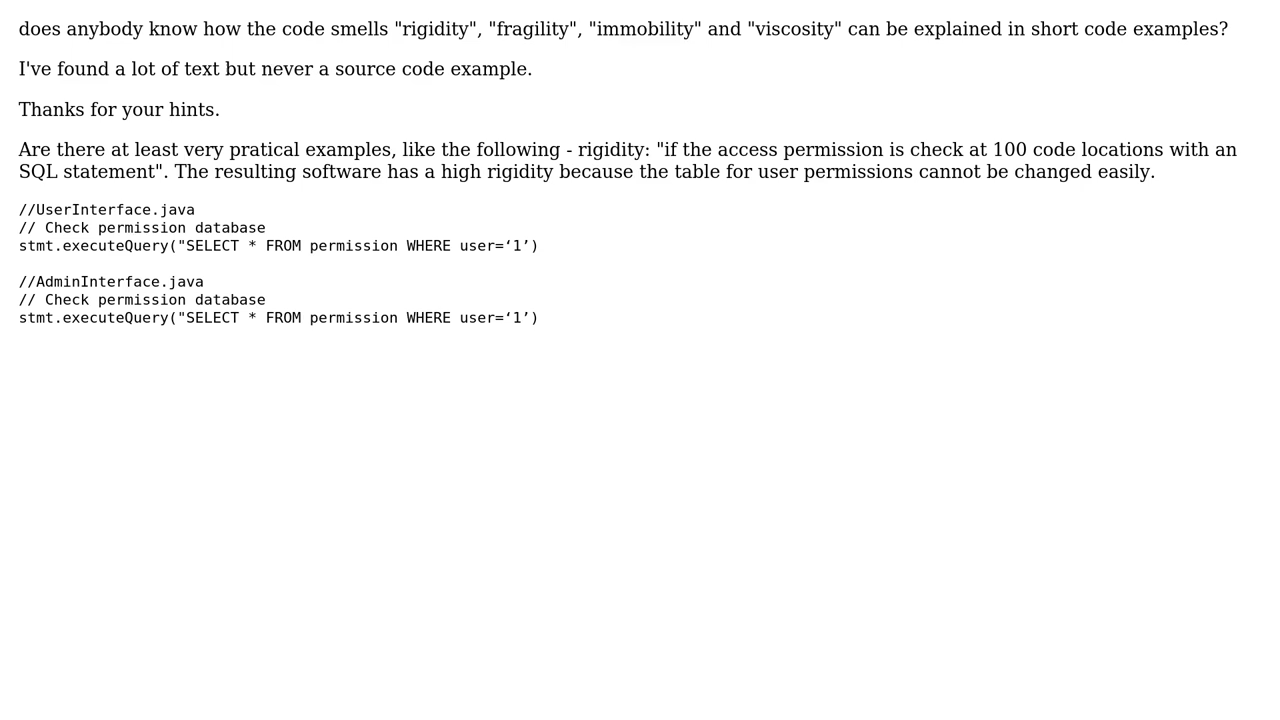 does anybody know how the code smells "rigidity", "fragility", "immobility" and "viscosity" can be explained in short code examples?
I've found a lot of text but never a source code example.
Thanks for your hints.
Are there at least very pratical examples, like the following - rigidity: "if the access permission is check at 100 code locations with an
SQL statement". The resulting software has a high rigidity because the table for user permissions cannot be changed easily.
//UserInterface.java
// Check permission database
stmt.executeQuery("SELECT * FROM permission WHERE user=‘1’)
//AdminInterface.java
// Check permission database
stmt.executeQuery("SELECT * FROM permission WHERE user=‘1’)